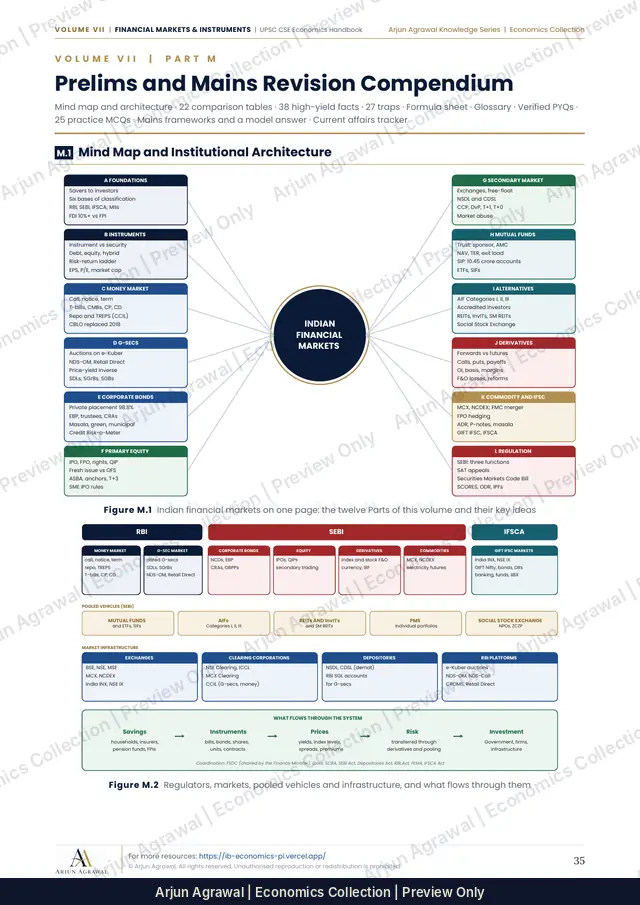 VOLUME VII | FINANCIAL MARKETS & INSTRUMENTS | UPSC CSE Economics Handbook
Arjun Agrawal Knowledge Series | Economics Collection
VOLUME VII | PART M
Prelims and Mains Revision Compendium
Mind map and architecture · 22 comparison tables · 38 high-yield facts · 27 traps · Formula sheet · Glossary · Verified PYQs ·
25 practice MCQs · Mains frameworks and a model answer · Current affairs tracker
M.1 Mind Map and Institutional Architecture
A FOUNDATIONS
Savers to investors
Six bases of classification
RBI, SEBI, IFSCA; MIIs
FDI 10%+ vs FPI
B INSTRUMENTS
Instrument vs security
Debt, equity, hybrid
Risk-return ladder
EPS, P/E, market cap
C MONEY MARKET
Call, notice, term
T-bills, CMBs, CP, CD
Repo and TREPS (CCIL)
CBLO replaced 2018
D G-SECS
Auctions on e-Kuber
NDS-OM, Retail Direct
Price-yield inverse
SDLs, SGrBs, SGBs
E CORPORATE BONDS
Private placement 98.8%
EBP, trustees, CRAs
Masala, green, municipal
Credit Risk-o-Meter
F PRIMARY EQUITY
IPO, FPO, rights, QIP
Fresh issue vs OFS
ASBA, anchors, T+3
SME IPO rules
INDIAN
FINANCIAL
MARKETS
G SECONDARY MARKET
Exchanges, free-float
NSDL and CDSL
CCP, DvP, T+1, T+0
Market abuse
H MUTUAL FUNDS
Trust: sponsor, AMC
NAV, TER, exit load
SIP: 10.45 crore accounts
ETFs, SIFs
I ALTERNATIVES
AIF Categories I, II, III
Accredited investors
REITs, InvITs, SM REITs
Social Stock Exchange
J DERIVATIVES
Forwards vs futures
Calls, puts, payoffs
OI, basis, margins
F&O losses, reforms
K COMMODITY AND IFSC
MCX, NCDEX; FMC merger
FPO hedging
ADR, P-notes, masala
GIFT IFSC, IFSCA
L REGULATION
SEBI: three functions
SAT appeals
Securities Markets Code Bill
SCORES, ODR, IPFs
Figure M.1 Indian financial markets on one page: the twelve Parts of this volume and their key ideas
RBI
SEBI
IFSCA
MONEY MARKET
call, notice, term
repo, TREPS
T-bills, CP, CD
G-SEC MARKET
dated G-secs
SDLs, SGrBs
NDS-OM, Retail Direct
CORPORATE BONDS
NCDs, EBP
CRAs, OBPPs
EQUITY
IPOs, QIPs
secondary trading
DERIVATIVES
index and stock F&O
currency, IRF
COMMODITIES
MCX, NCDEX
electricity futures
GIFT IFSC MARKETS
India INX, NSE IX
GIFT Nifty, bonds, DRs
banking, funds, IIBX
POOLED VEHICLES (SEBI)
MUTUAL FUNDS
and ETFs, SIFs
AIFs
Categories I, II, III
REITs AND InvITs
and SM REITs
PMS
individual portfolios
SOCIAL STOCK EXCHANGE
NPOs, ZCZP
MARKET INFRASTRUCTURE
EXCHANGES
BSE, NSE, MSE
MCX, NCDEX
India INX, NSE IX
CLEARING CORPORATIONS
NSE Clearing, ICCL
MCX Clearing
CCIL (G-secs, money)
DEPOSITORIES
NSDL, CDSL (demat)
RBI SGL accounts
for G-secs
RBI PLATFORMS
e-Kuber auctions
NDS-OM, NDS-Call
CROMS, Retail Direct
WHAT FLOWS THROUGH THE SYSTEM
Savings → Instruments → Prices → Risk → Investment
households, insurers,
pension funds, FPIs
bills, bonds, shares,
units, contracts
yields, index levels,
spreads, premiums
transferred through
derivatives and pooling
Government, firms,
infrastructure
Coordination: FSDC (chaired by the Finance Minister). Laws: SCRA, SEBI Act, Depositories Act, RBI Act, FEMA, IFSCA Act
Figure M.2 Regulators, markets, pooled vehicles and infrastructure, and what flows through them
ARJUN AGRAWAL
For more resources: https://ib-economics-pi.vercel.app/
© Arjun Agrawal. All rights reserved. Unauthorised reproduction or redistribution is prohibited
35
Arjun Agrawal | Economics Collection | Preview Only